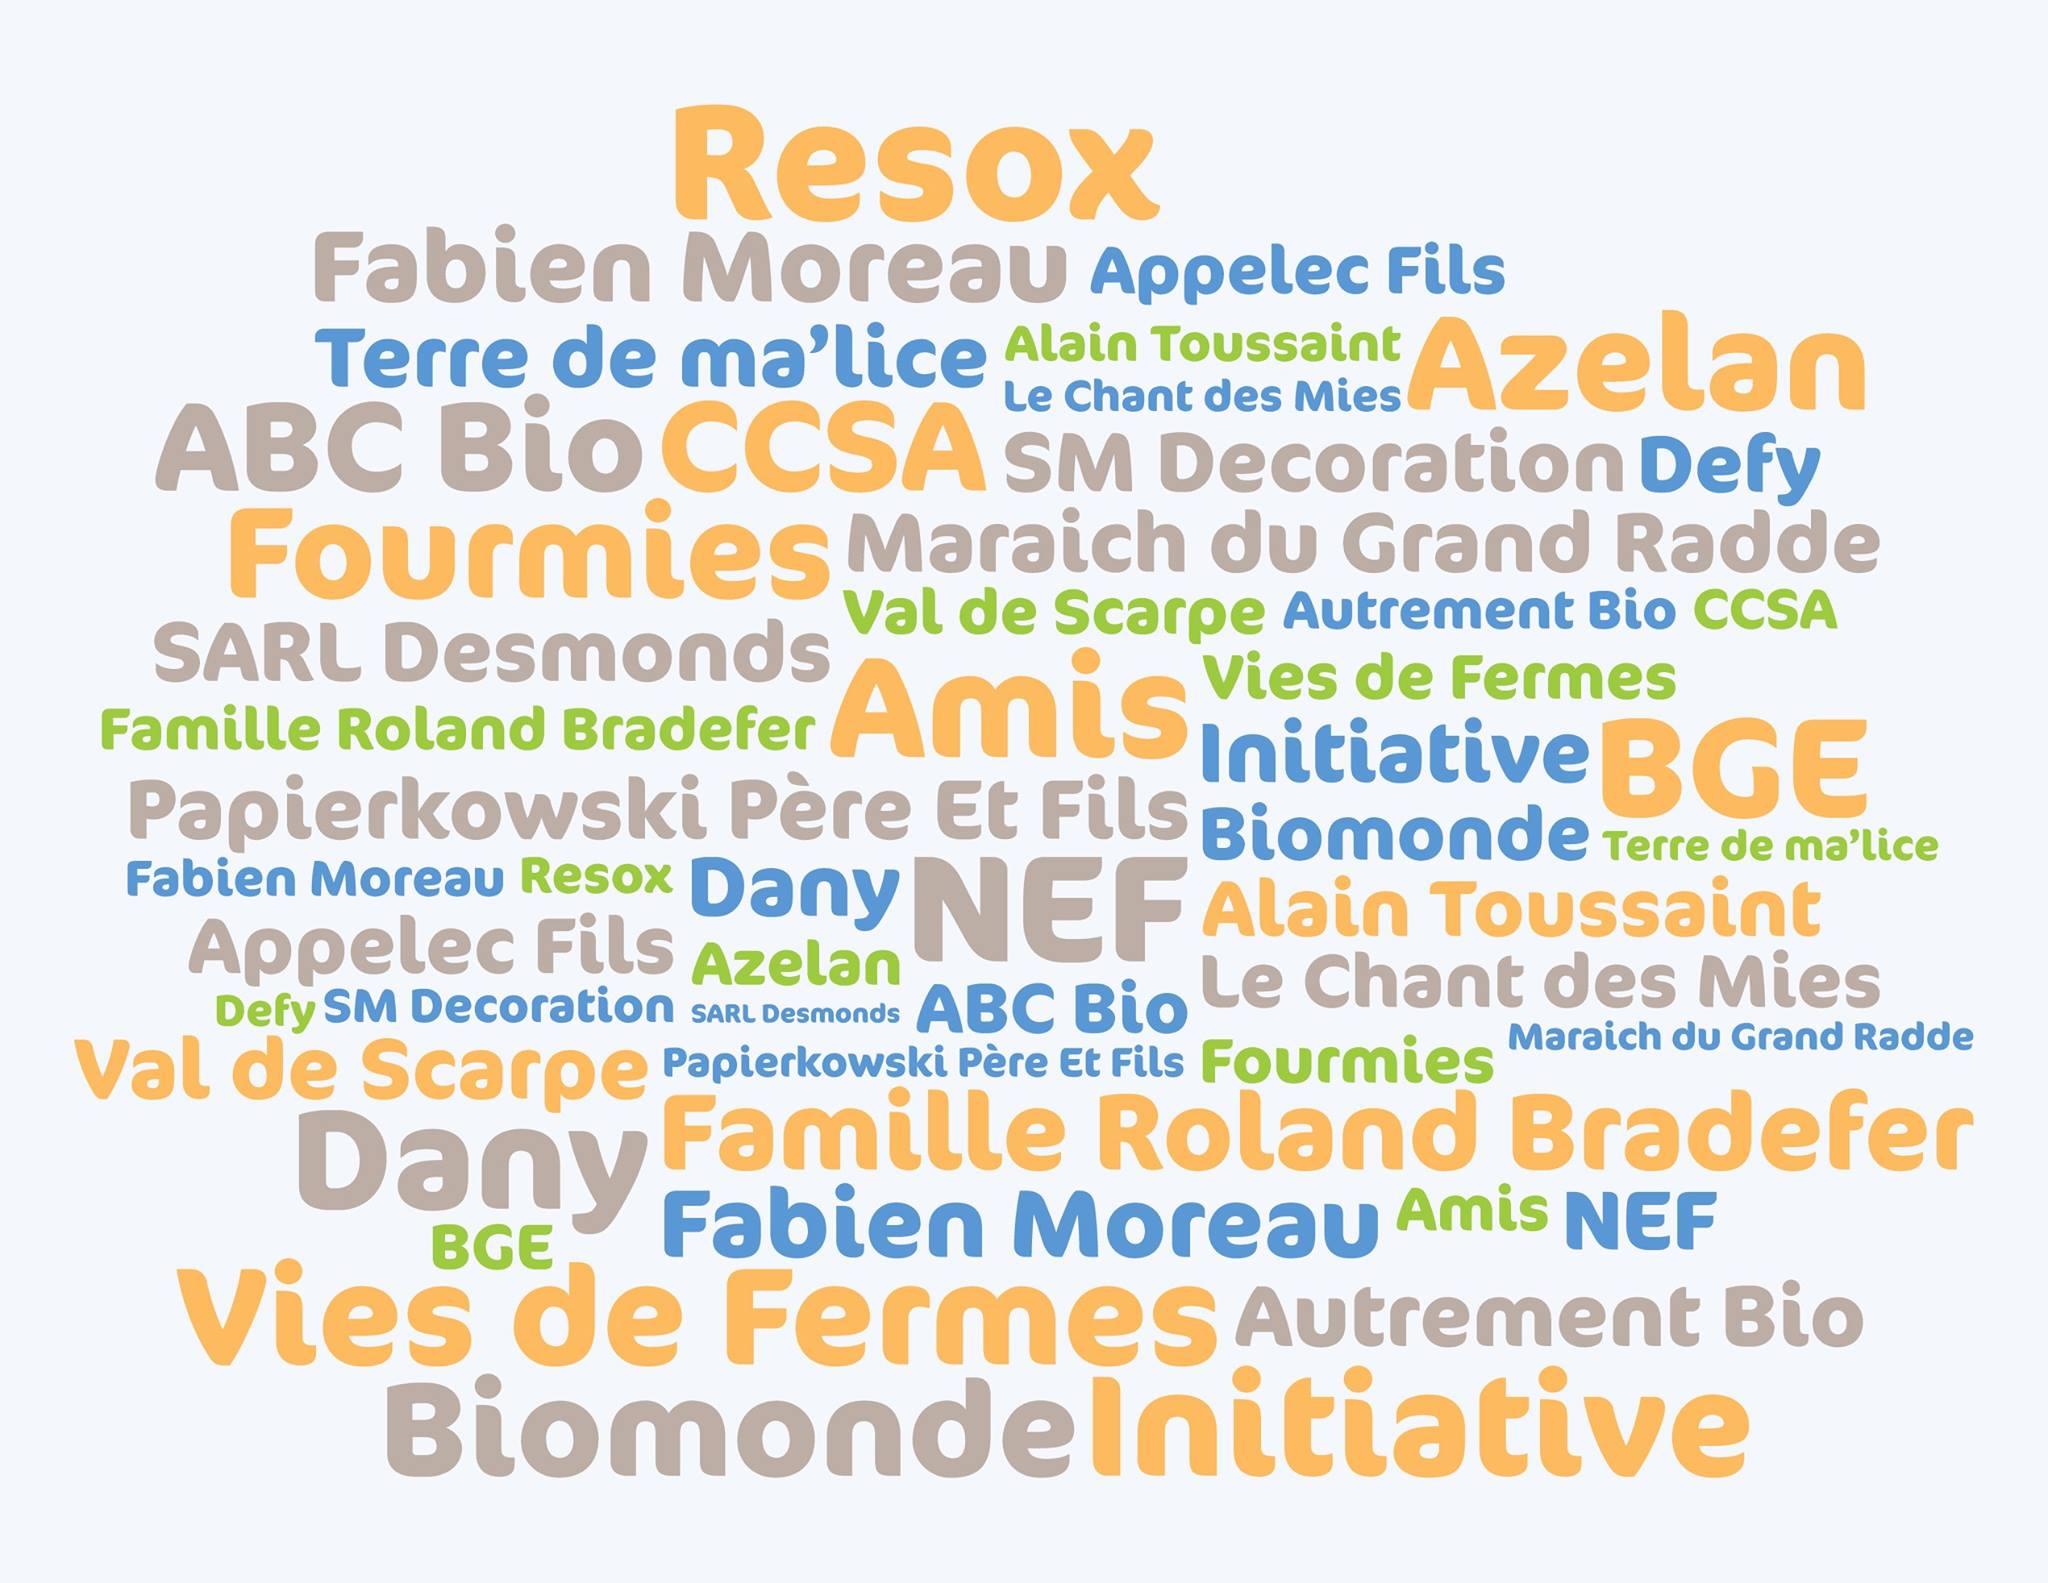 Resox
Fabien Moreau Appelec Fils
Terre de ma'lice Alain Toussaint Azelan
Le Chant des Mies
ABC Bio CCSA SM Decoration Defy
Fourmies Maraich du Grand Radde
Val de Scarpe Autrement Bio CCSA
SARL Desmonds Amis Vies de Fermes
Famille Roland Bradefer Initiative BGE
Papierkowski Père Et Fils Biomonde Terre de ma'lice
Fabien Moreau Resox Dany NEF Alain Toussaint
Appelec Fils Azelan Le Chant des Mies
Defy SM Decoration SARL Desmonds ABC Bio
Maraich du Grand Radde
Val de Scarpe Papierkowski Père Et Fils Fourmies
Dany Famille Roland Bradefer
BGE Fabien Moreau Amis NEF
Vies de Fermes Autrement Bio
Biomonde Initiative